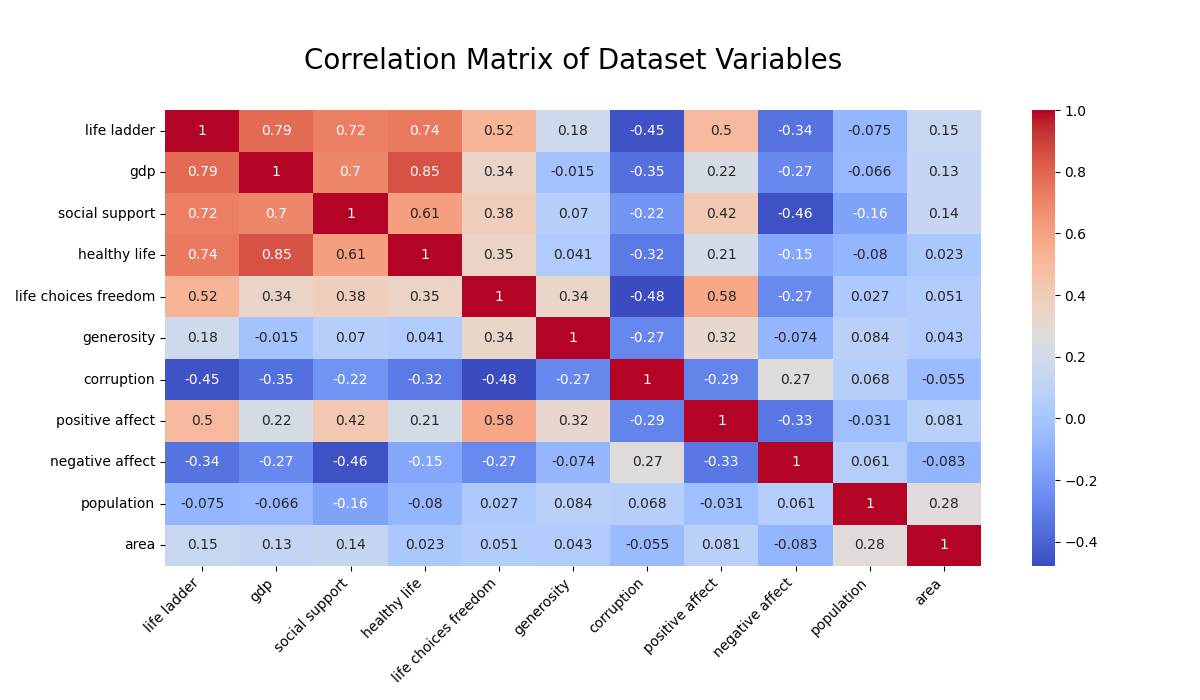 Correlation Matrix of Dataset Variables
life ladder 1 0.79 0.72 0.74 0.52 0.18 -0.45 0.5 -0.34 -0.075 0.15
gdp 0.79 1 0.7 0.85 0.34 -0.015 -0.35 0.22 -0.27 -0.066 0.13
social support 0.72 0.7 1 0.61 0.38 0.07 -0.22 0.42 -0.46 -0.16 0.14
healthy life 0.74 0.85 0.61 1 0.35 0.041 -0.32 0.21 -0.15 -0.08 0.023
life choices freedom 0.52 0.34 0.38 0.35 1 0.34 -0.48 0.58 -0.27 0.027 0.051
generosity 0.18 -0.015 0.07 0.041 0.34 1 -0.27 0.32 -0.074 0.084 0.043
corruption -0.45 -0.35 -0.22 -0.32 -0.48 -0.27 1 -0.29 0.27 0.068 -0.055
positive affect 0.5 0.22 0.42 0.21 0.58 0.32 -0.29 1 -0.33 -0.031 0.081
negative affect -0.34 -0.27 -0.46 -0.15 -0.27 -0.074 0.27 -0.33 1 0.061 -0.083
population -0.075 -0.066 -0.16 -0.08 0.027 0.084 0.068 -0.031 0.061 1 0.28
area 0.15 0.13 0.14 0.023 0.051 0.043 -0.055 0.081 -0.083 0.28 1
life ladder
gdp
social support
healthy life
life choices freedom
generosity
corruption
positive affect
negative affect
population
area
1.0
0.8
0.6
0.4
0.2
0.0
−0.2
−0.4